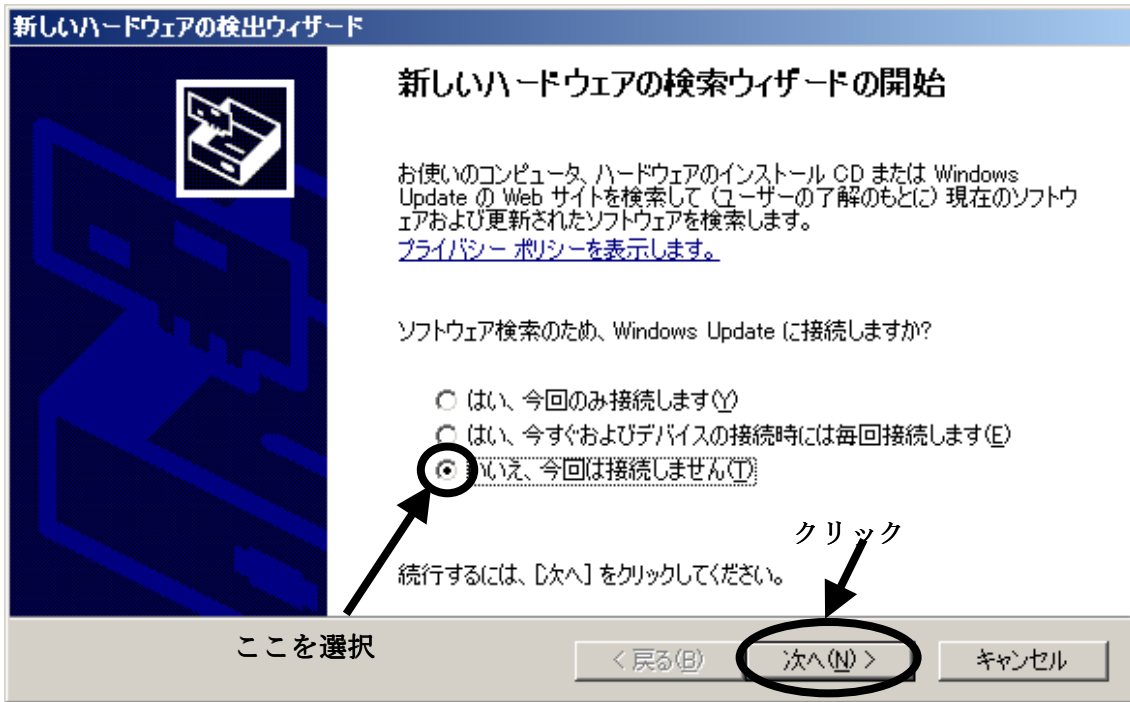 新しいハードウェアの検出ウィザード
新しいハードウェアの検索ウィザードの開始
お使いのコンピュータ、ハードウェアのインストール CD または Windows
Update の Web サイトを検索して (ユーザーの了解のもとに) 現在のソフトウ
ェアおよび更新されたソフトウェアを検索します。
プライバシー ポリシーを表示します。
ソフトウェア検索のため、Windows Update に接続しますか?
はい、今回のみ接続します(Y)
はい、今すぐおよびデバイスの接続時には毎回接続します(E)
いいえ、今回は接続しません(T)
クリック
続行するには、[次へ] をクリックしてください。
ここを選択
< 戻る(B)
次へ(N) >
キャンセル